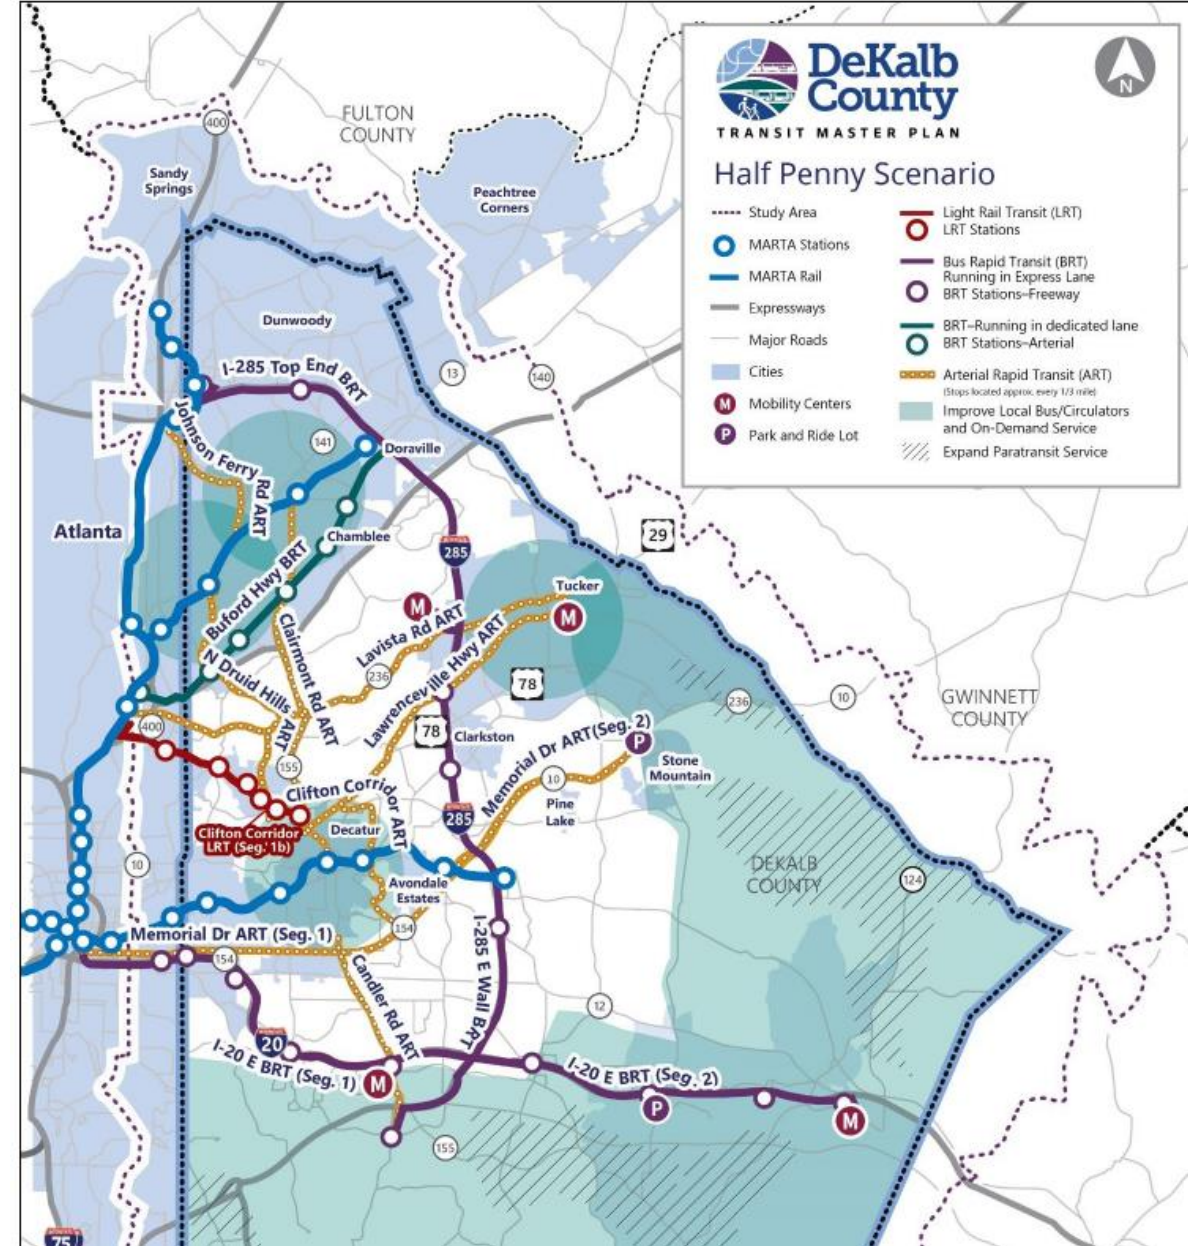 DeKalb
County
TRANSIT MASTER PLAN
N
Half Penny Scenario
Study Area
MARTA Stations
MARTA Rail
Expressways
Major Roads
Cities
M Mobility Centers
P Park and Ride Lot
Light Rail Transit (LRT)
LRT Stations
Bus Rapid Transit (BRT)
Running in Express Lane
BRT Stations–Freeway
BRT–Running in dedicated lane
BRT Stations–Arterial
Arterial Rapid Transit (ART)
(Stops located approx. every 1/3 mile)
Improve Local Bus/Circulators
and On-Demand Service
Expand Paratransit Service
FULTON
COUNTY
400
Sandy
Springs
Peachtree
Corners
Dunwoody
I-285 Top End BRT
13
140
Johnson Ferry Rd ART
141
Doraville
Atlanta
Chamblee
285
29
Buford Hwy BRT
Tucker
M
M
Lavista Rd ART
Clairmont Rd ART
N Druid Hills ART
236
Lawrenceville Hwy ART
78
236
10
GWINNETT
COUNTY
400
78
Clarkston
Memorial Dr ART (Seg. 2)
P
Stone
Mountain
155
10
Clifton Corridor ART
Pine
Lake
285
Clifton Corridor
LRT (Seg. 1b)
Decatur
10
DEKALB
COUNTY
124
Avondale
Estates
Memorial Dr ART (Seg. 1)
154
154
I-285 E Wall BRT
Candler Rd ART
12
20
I-20 E BRT (Seg. 1)
M
I-20 E BRT (Seg. 2)
P
M
155
75